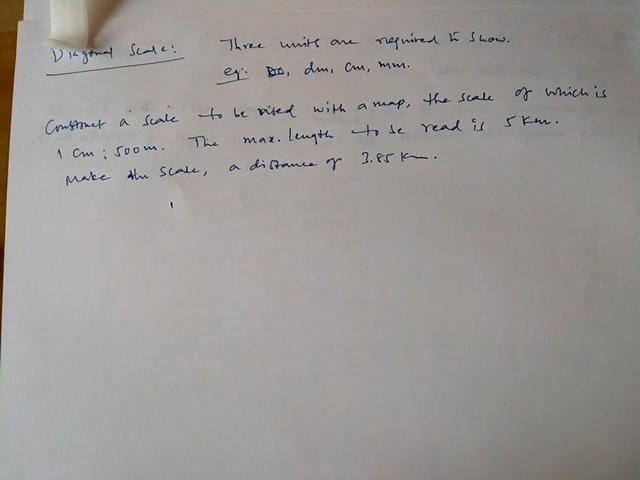 Diagonal Scale: Three units are required to show.
eg: dm, cm, mm.
Construct a scale to be used with a map, the scale of which is
1 cm : 500m. The max. length to be read is 5 Km.
Make the scale, a distance of 3.85 Km.